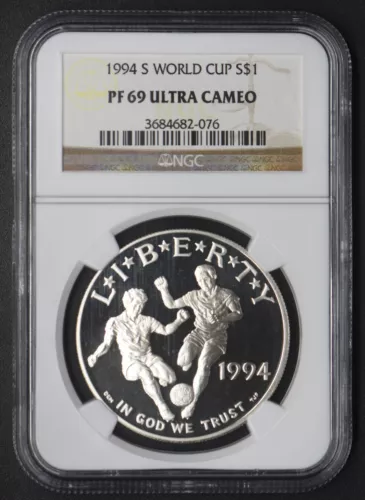 1994 S WORLD CUP S$1
PF 69 ULTRA CAMEO
3684682-076
NGC
L★I★B★E★R★T★Y
1994
IN GOD WE TRUST